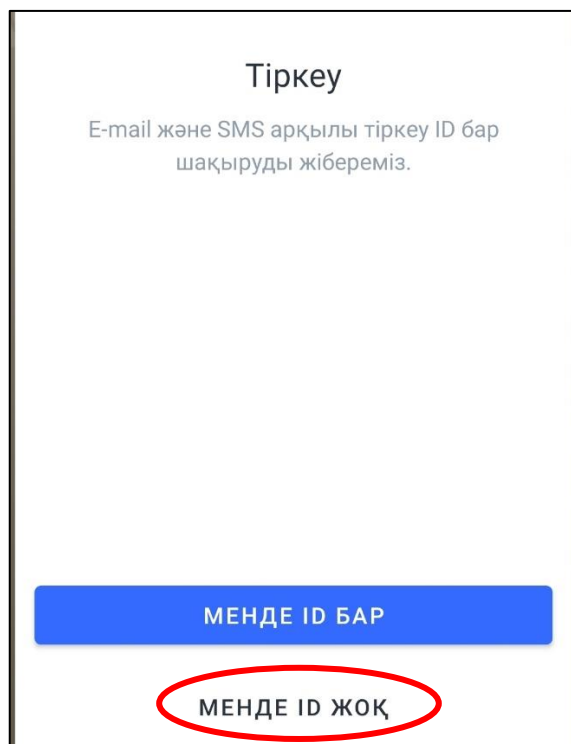 Тіркеу
E-mail және SMS арқылы тіркеу ID бар
шақыруды жібереміз.
МЕНДЕ ID БАР
МЕНДЕ ID ЖОҚ